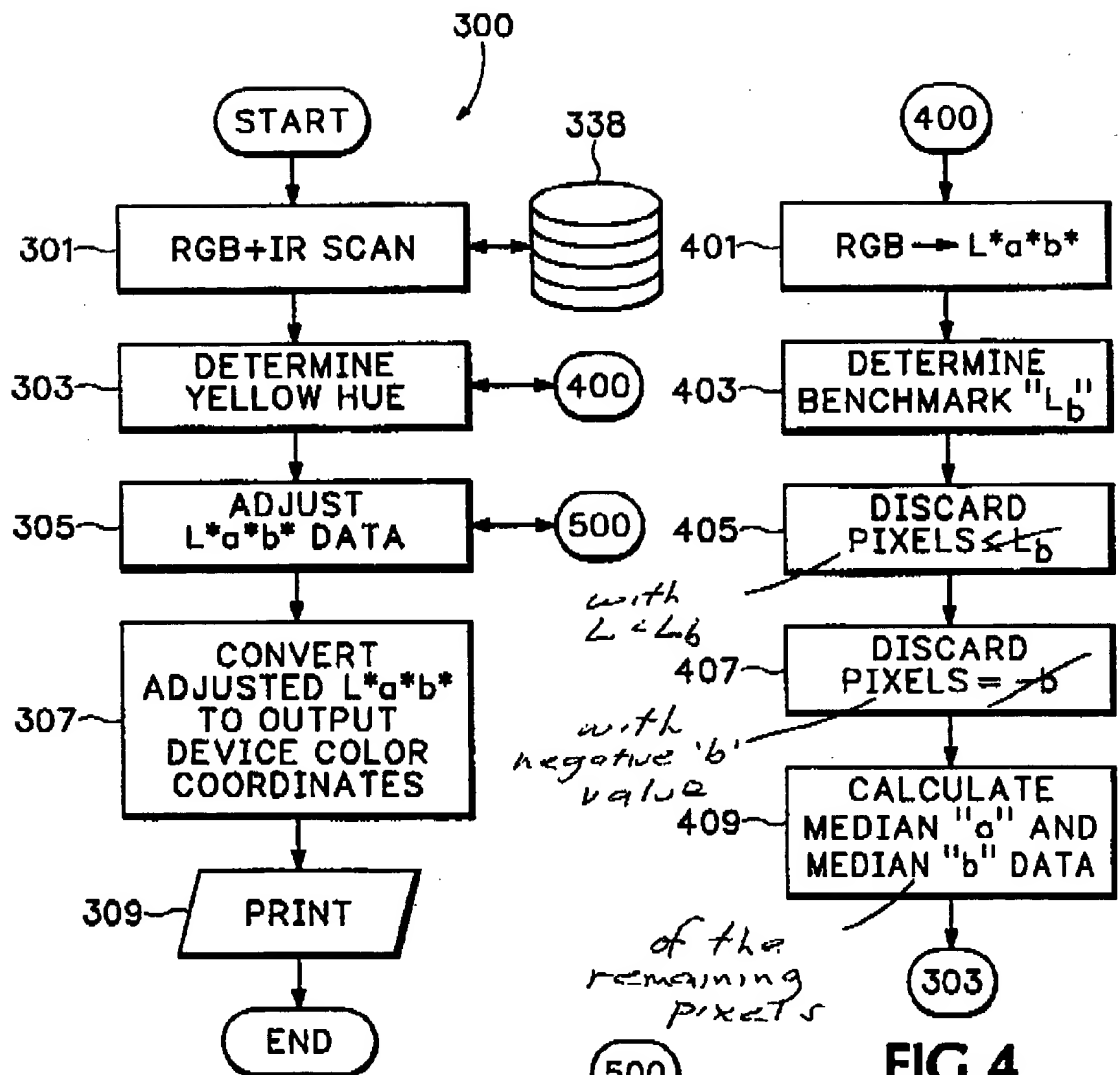 300
START
338
301
RGB+IR SCAN
303
DETERMINE
YELLOW HUE
400
305
ADJUST
L*a*b* DATA
500
307
CONVERT
ADJUSTED L*a*b*
TO OUTPUT
DEVICE COLOR
COORDINATES
309
PRINT
END
400
401
RGB → L*a*b*
403
DETERMINE
BENCHMARK "Lb"
405
DISCARD
PIXELS ≤ Lb
with
L < Lb
407
DISCARD
PIXELS = -b
with
negative 'b'
value
409
CALCULATE
MEDIAN "a" AND
MEDIAN "b" DATA
of the
remaining
pixels
303
500
FIG.4